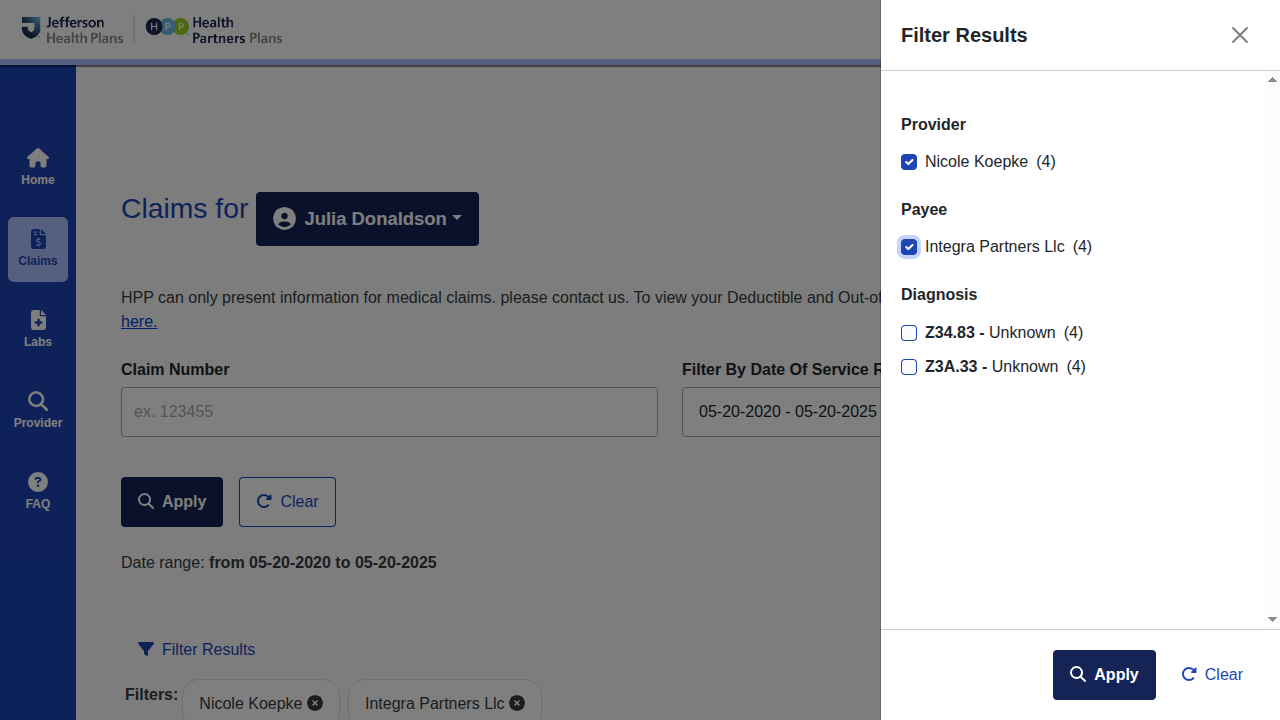 Jefferson
Health Plans
HPP
Health
Partners Plans
Home
Claims
Labs
Provider
FAQ
Claims for Julia Donaldson
HPP can only present information for medical claims. please contact us. To view your Deductible and Out-of
here.
Claim Number
ex. 123455
Filter By Date Of Service R
05-20-2020 - 05-20-2025
Apply
Clear
Date range: from 05-20-2020 to 05-20-2025
Filter Results
Filters: Nicole Koepke Integra Partners Llc
Filter Results
Provider
Nicole Koepke (4)
Payee
Integra Partners Llc (4)
Diagnosis
Z34.83 - Unknown (4)
Z3A.33 - Unknown (4)
Apply
Clear